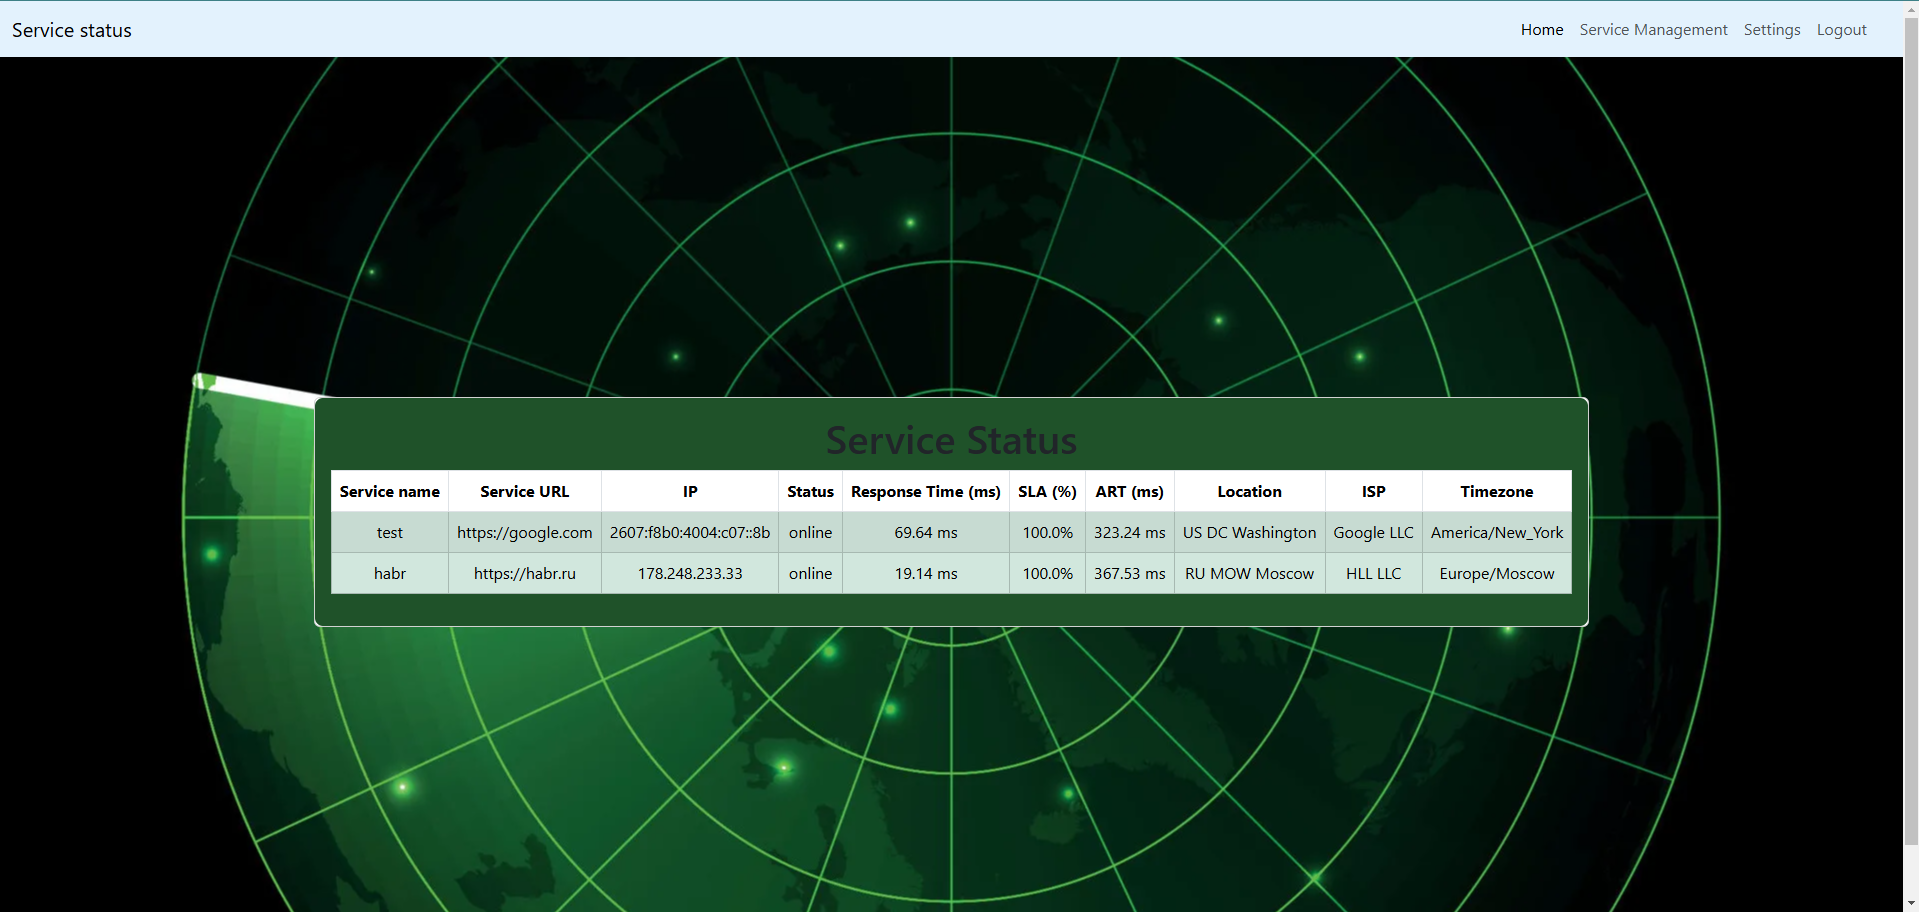 Service status Home Service Management Settings Logout
Service Status
Service name Service URL IP Status Response Time (ms) SLA (%) ART (ms) Location ISP Timezone
test https://google.com 2607:f8b0:4004:c07::8b online 69.64 ms 100.0% 323.24 ms US DC Washington Google LLC America/New_York
habr https://habr.ru 178.248.233.33 online 19.14 ms 100.0% 367.53 ms RU MOW Moscow HLL LLC Europe/Moscow